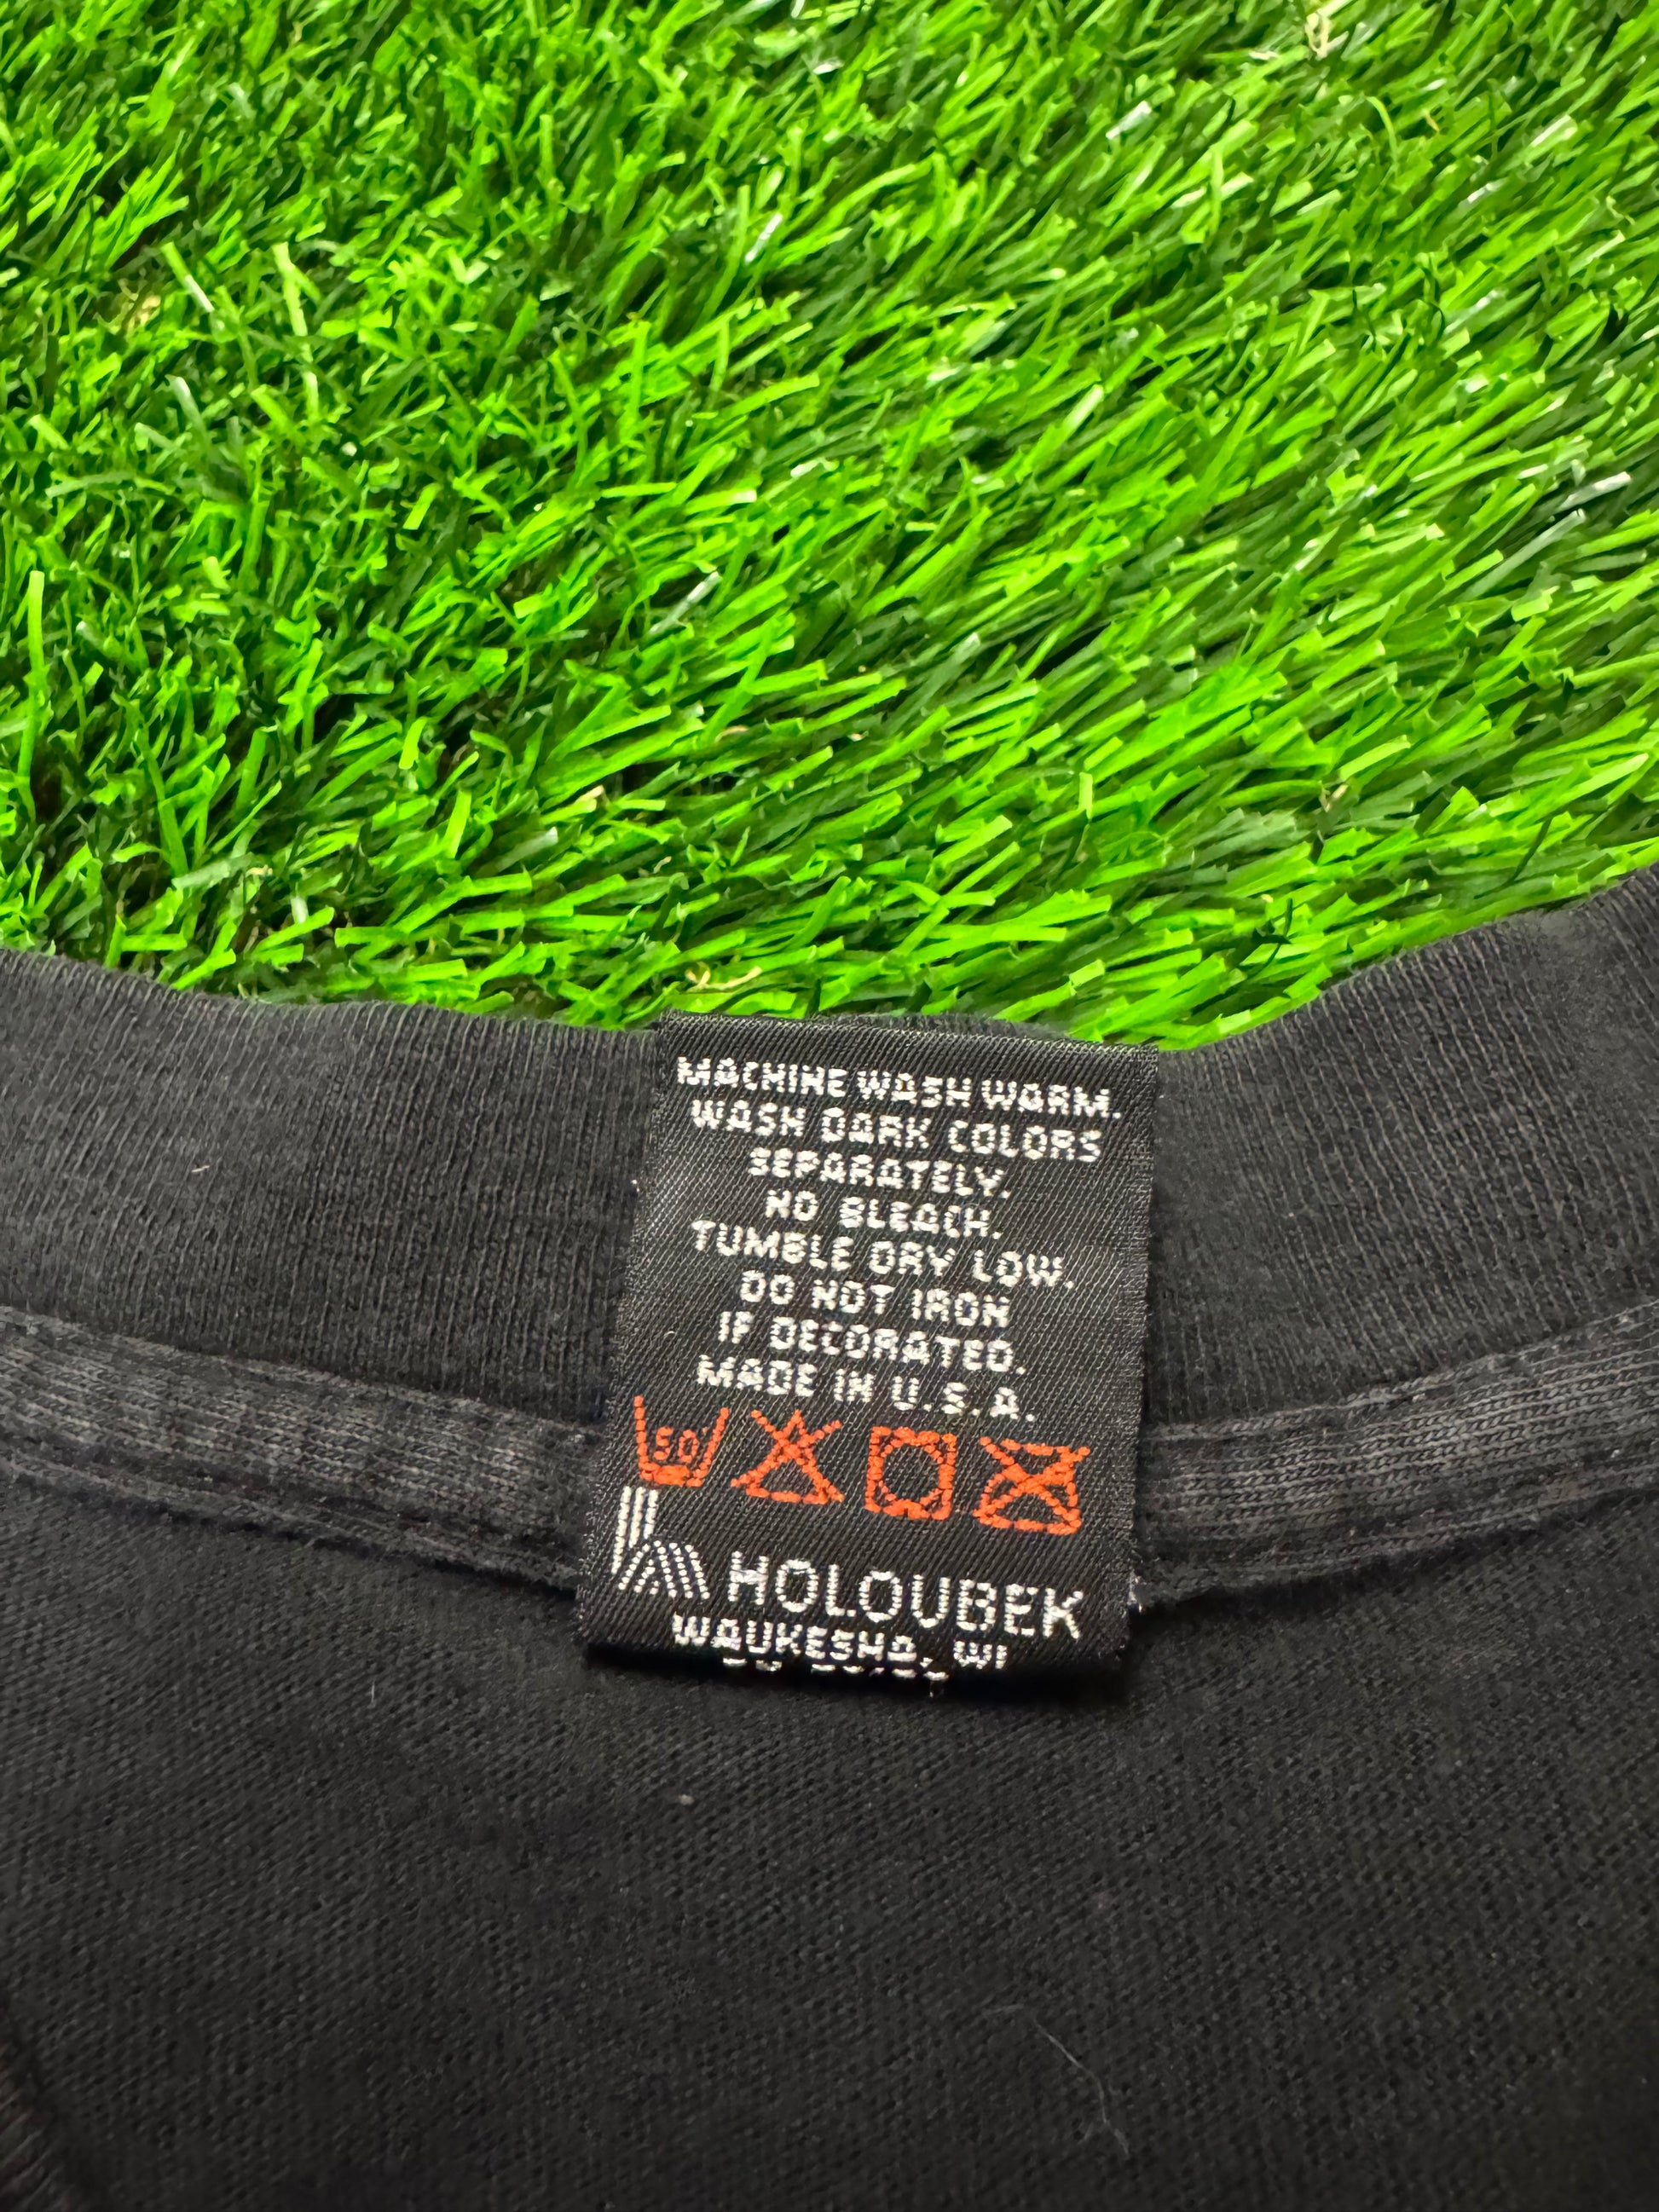 MACHINE WASH WARM.
WASH DARK COLORS
SEPARATELY.
NO BLEACH.
TUMBLE DRY LOW.
DO NOT IRON
IF DECORATED.
MADE IN U.S.A.
50
HOLOUBEK
WAUKESHA, WI